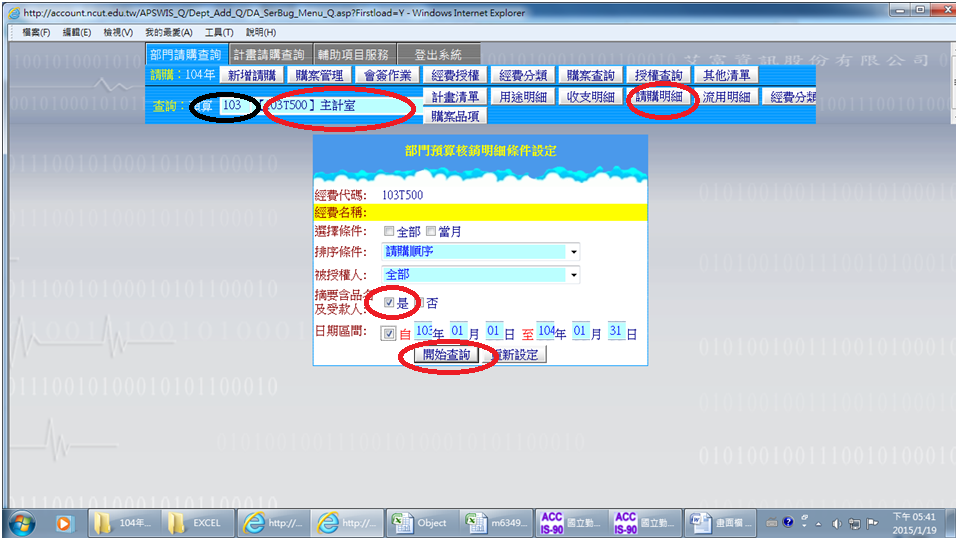 http://account.ncut.edu.tw/APSWIS_Q/Dept_Add_Q/DA_SerBug_Menu_Q.asp?Firstload=Y - Windows Internet Explorer
檔案(F) 編輯(E) 檢視(V) 我的最愛(A) 工具(T) 說明(H)
部門請購查詢 計畫請購查詢 輔助項目服務 登出系統
艾富資訊股份有限公司
請購：104年 新增請購 購案管理 會簽作業 經費授權 經費分類 購案查詢 授權查詢 其他清單
查詢： 算 103 【103T500】主計室 計畫清單 用途明細 收支明細 請購明細 流用明細 經費分類
購案品項
部門預算核銷明細條件設定
經費代碼： 103T500
經費名稱：
選擇條件： 全部 當月
排序條件： 請購順序
被授權人： 全部
摘要含品名及受款人： 是 否
日期區間： 自 103年 01月 01日 至 104年 01月 31日
開始查詢 重新設定
104年... EXCEL http://... http://... Object m6349... ACC IS-90 國立勤... ACC IS-90 國立勤... 畫面欄...
下午 05:41
2015/1/19